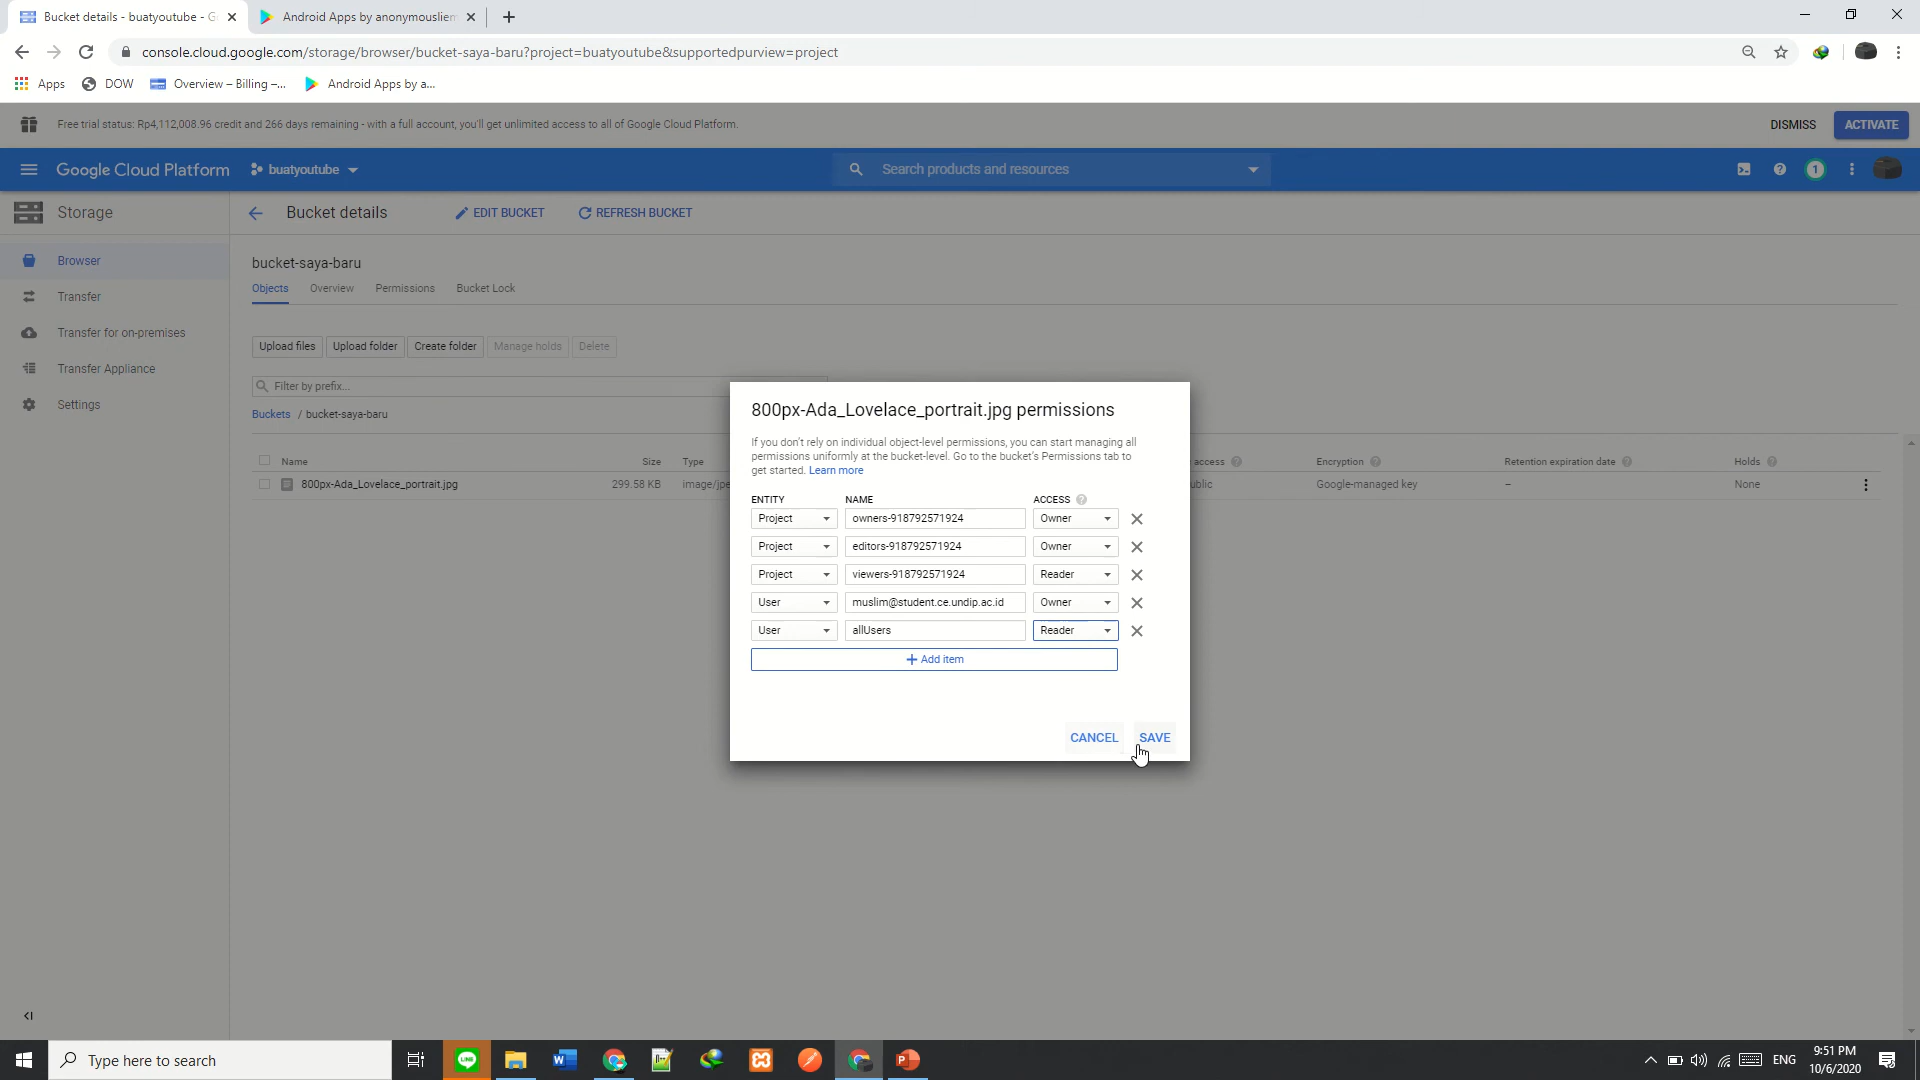 Bucket details - buatyoutube - G
Android Apps by anonymouslien
console.cloud.google.com/storage/browser/bucket-saya-baru?project=buatyoutube&supportedpurview=project
Apps
DOW
Overview – Billing –...
Android Apps by a...
Free trial status: Rp4,112,008.96 credit and 266 days remaining - with a full account, you'll get unlimited access to all of Google Cloud Platform.
DISMISS
ACTIVATE
Google Cloud Platform
buatyoutube
Search products and resources
1
Storage
Bucket details
EDIT BUCKET
REFRESH BUCKET
Browser
Transfer
Transfer for on-premises
Transfer Appliance
Settings
bucket-saya-baru
Objects
Overview
Permissions
Bucket Lock
Upload files
Upload folder
Create folder
Manage holds
Delete
Filter by prefix...
Buckets / bucket-saya-baru
Name
Size
Type
access
Encryption
Retention expiration date
Holds
800px-Ada_Lovelace_portrait.jpg
299.58 KB
image/jpe
ublic
Google-managed key
–
None
800px-Ada_Lovelace_portrait.jpg permissions
If you don't rely on individual object-level permissions, you can start managing all
permissions uniformly at the bucket-level. Go to the bucket's Permissions tab to
get started. Learn more
ENTITY NAME ACCESS
Project owners-918792571924 Owner
Project editors-918792571924 Owner
Project viewers-918792571924 Reader
User muslim@student.ce.undip.ac.id Owner
User allUsers Reader
+ Add item
CANCEL SAVE
Type here to search
ENG
9:51 PM
10/6/2020